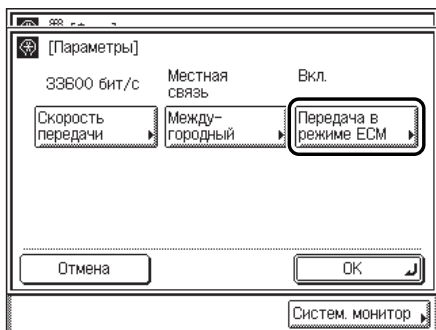 [Параметры]
33600 бит/с
Местная связь
Вкл.
Скорость передачи
Между-
городный
Передача в режиме ECM
Отмена
OK
Систем. монитор